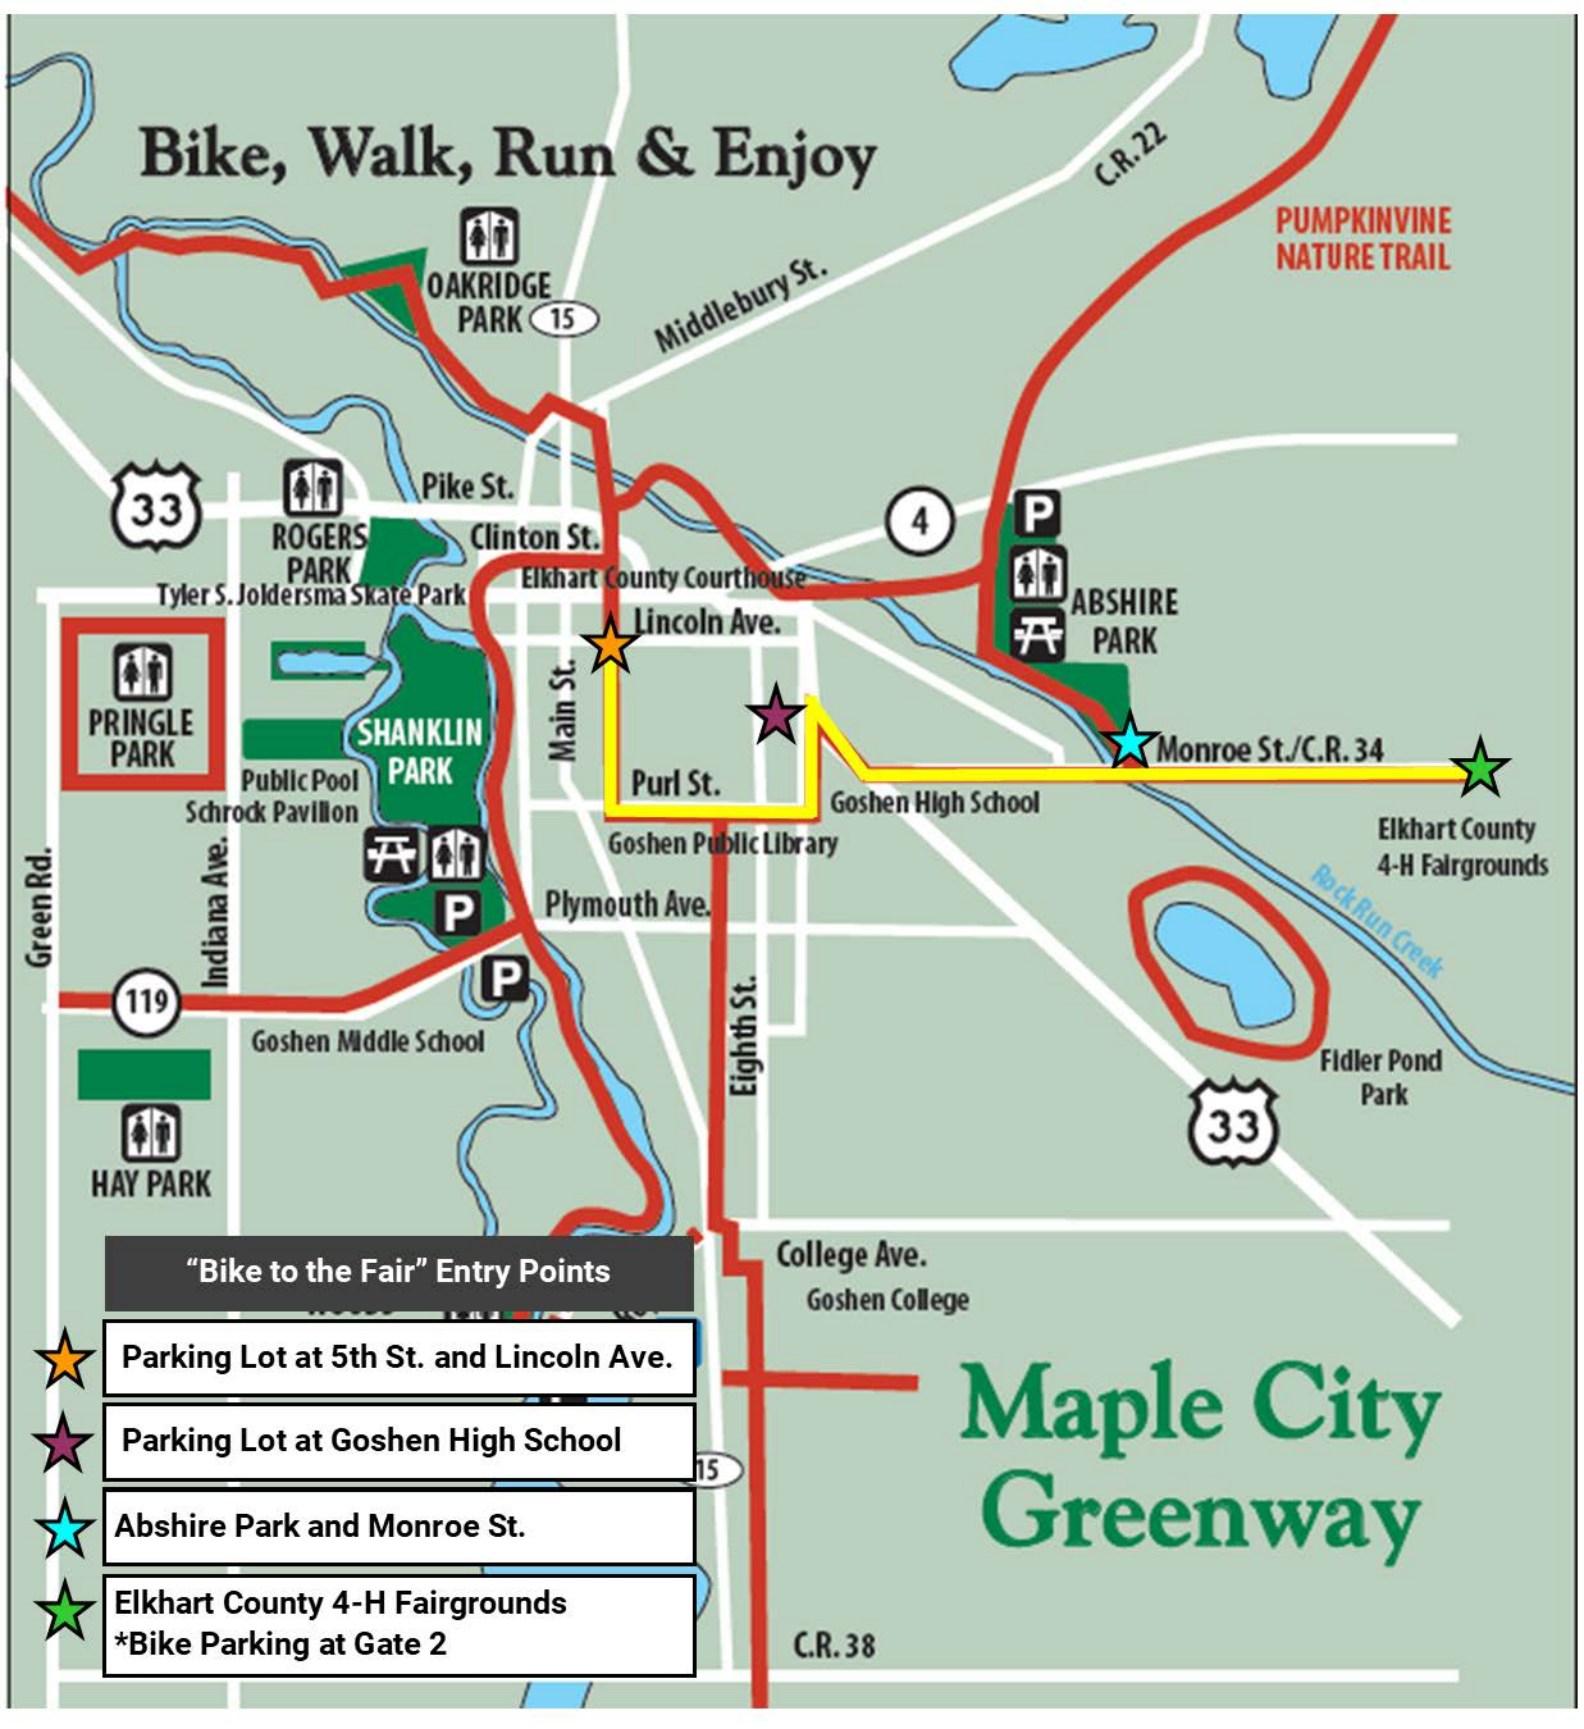 Bike, Walk, Run & Enjoy
C.R. 22
PUMPKINVINE
NATURE TRAIL
OAKRIDGE
PARK
15
Middlebury St.
33
Pike St.
ROGERS
PARK
Clinton St.
4
P
Elkhart County Courthouse
Tyler S. Joldersma Skate Park
ABSHIRE
PARK
Lincoln Ave.
PRINGLE
PARK
Main St.
SHANKLIN
PARK
Monroe St./C.R. 34
Public Pool
Schrock Pavilion
Purl St.
Goshen High School
Goshen Public Library
Elkhart County
4-H Fairgrounds
Green Rd.
Indiana Ave.
P
Plymouth Ave.
Rock Run Creek
P
119
Goshen Middle School
Eighth St.
Fidler Pond
Park
33
HAY PARK
College Ave.
Goshen College
“Bike to the Fair” Entry Points
Parking Lot at 5th St. and Lincoln Ave.
Parking Lot at Goshen High School
15
Abshire Park and Monroe St.
Elkhart County 4-H Fairgrounds
*Bike Parking at Gate 2
Maple City
Greenway
C.R. 38